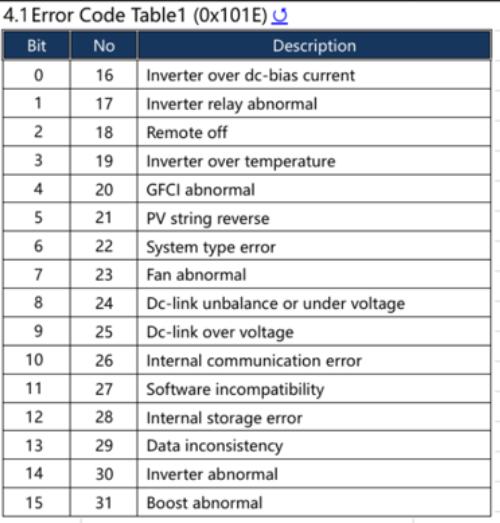 4.1 Error Code Table1 (0x101E)
Bit No Description
0 16 Inverter over dc-bias current
1 17 Inverter relay abnormal
2 18 Remote off
3 19 Inverter over temperature
4 20 GFCI abnormal
5 21 PV string reverse
6 22 System type error
7 23 Fan abnormal
8 24 Dc-link unbalance or under voltage
9 25 Dc-link over voltage
10 26 Internal communication error
11 27 Software incompatibility
12 28 Internal storage error
13 29 Data inconsistency
14 30 Inverter abnormal
15 31 Boost abnormal